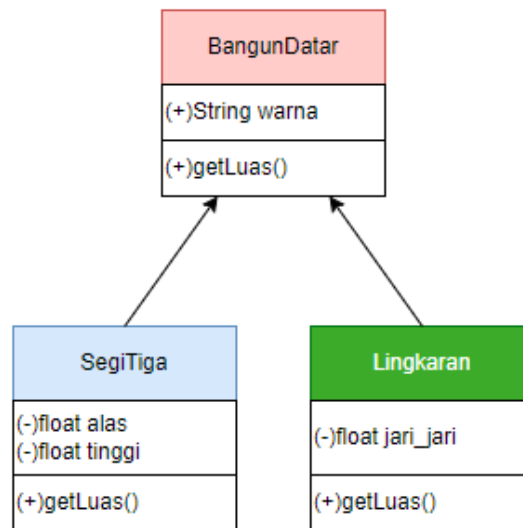 BangunDatar
(+)String warna
(+)getLuas()
SegiTiga
(-)float alas
(-)float tinggi
(+)getLuas()
Lingkaran
(-)float jari_jari
(+)getLuas()